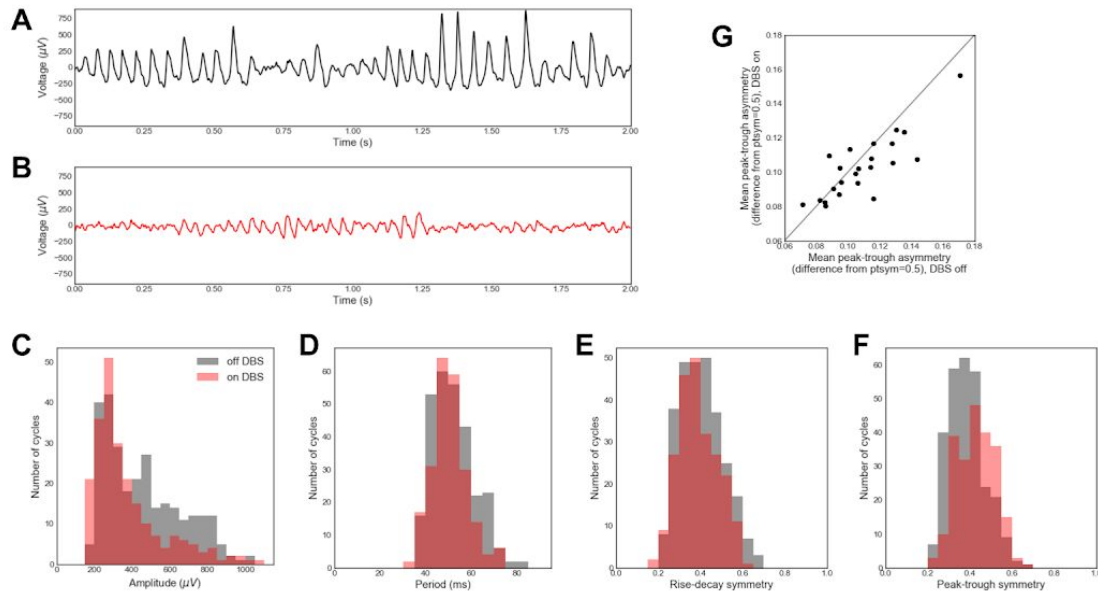 A
Voltage (μV)
750
500
250
0
−250
−500
−750
0.00 0.25 0.50 0.75 1.00 1.25 1.50 1.75 2.00
Time (s)
B
Voltage (μV)
750
500
250
0
−250
−500
−750
0.00 0.25 0.50 0.75 1.00 1.25 1.50 1.75 2.00
Time (s)
G
Mean peak-trough asymmetry
(difference from ptsym=0.5), DBS on
0.18
0.16
0.14
0.12
0.10
0.08
0.06
0.06 0.08 0.10 0.12 0.14 0.16 0.18
Mean peak-trough asymmetry
(difference from ptsym=0.5), DBS off
C
off DBS
on DBS
Number of cycles
50
40
30
20
10
0
200 400 600 800 1000
Amplitude (μV)
D
Number of cycles
60
50
40
30
20
10
0
40 60 80
Period (ms)
E
Number of cycles
50
40
30
20
10
0
0.0 0.2 0.4 0.6 0.8 1.0
Rise-decay symmetry
F
Number of cycles
60
50
40
30
20
10
0
0.0 0.2 0.4 0.6 0.8 1.0
Peak-trough symmetry